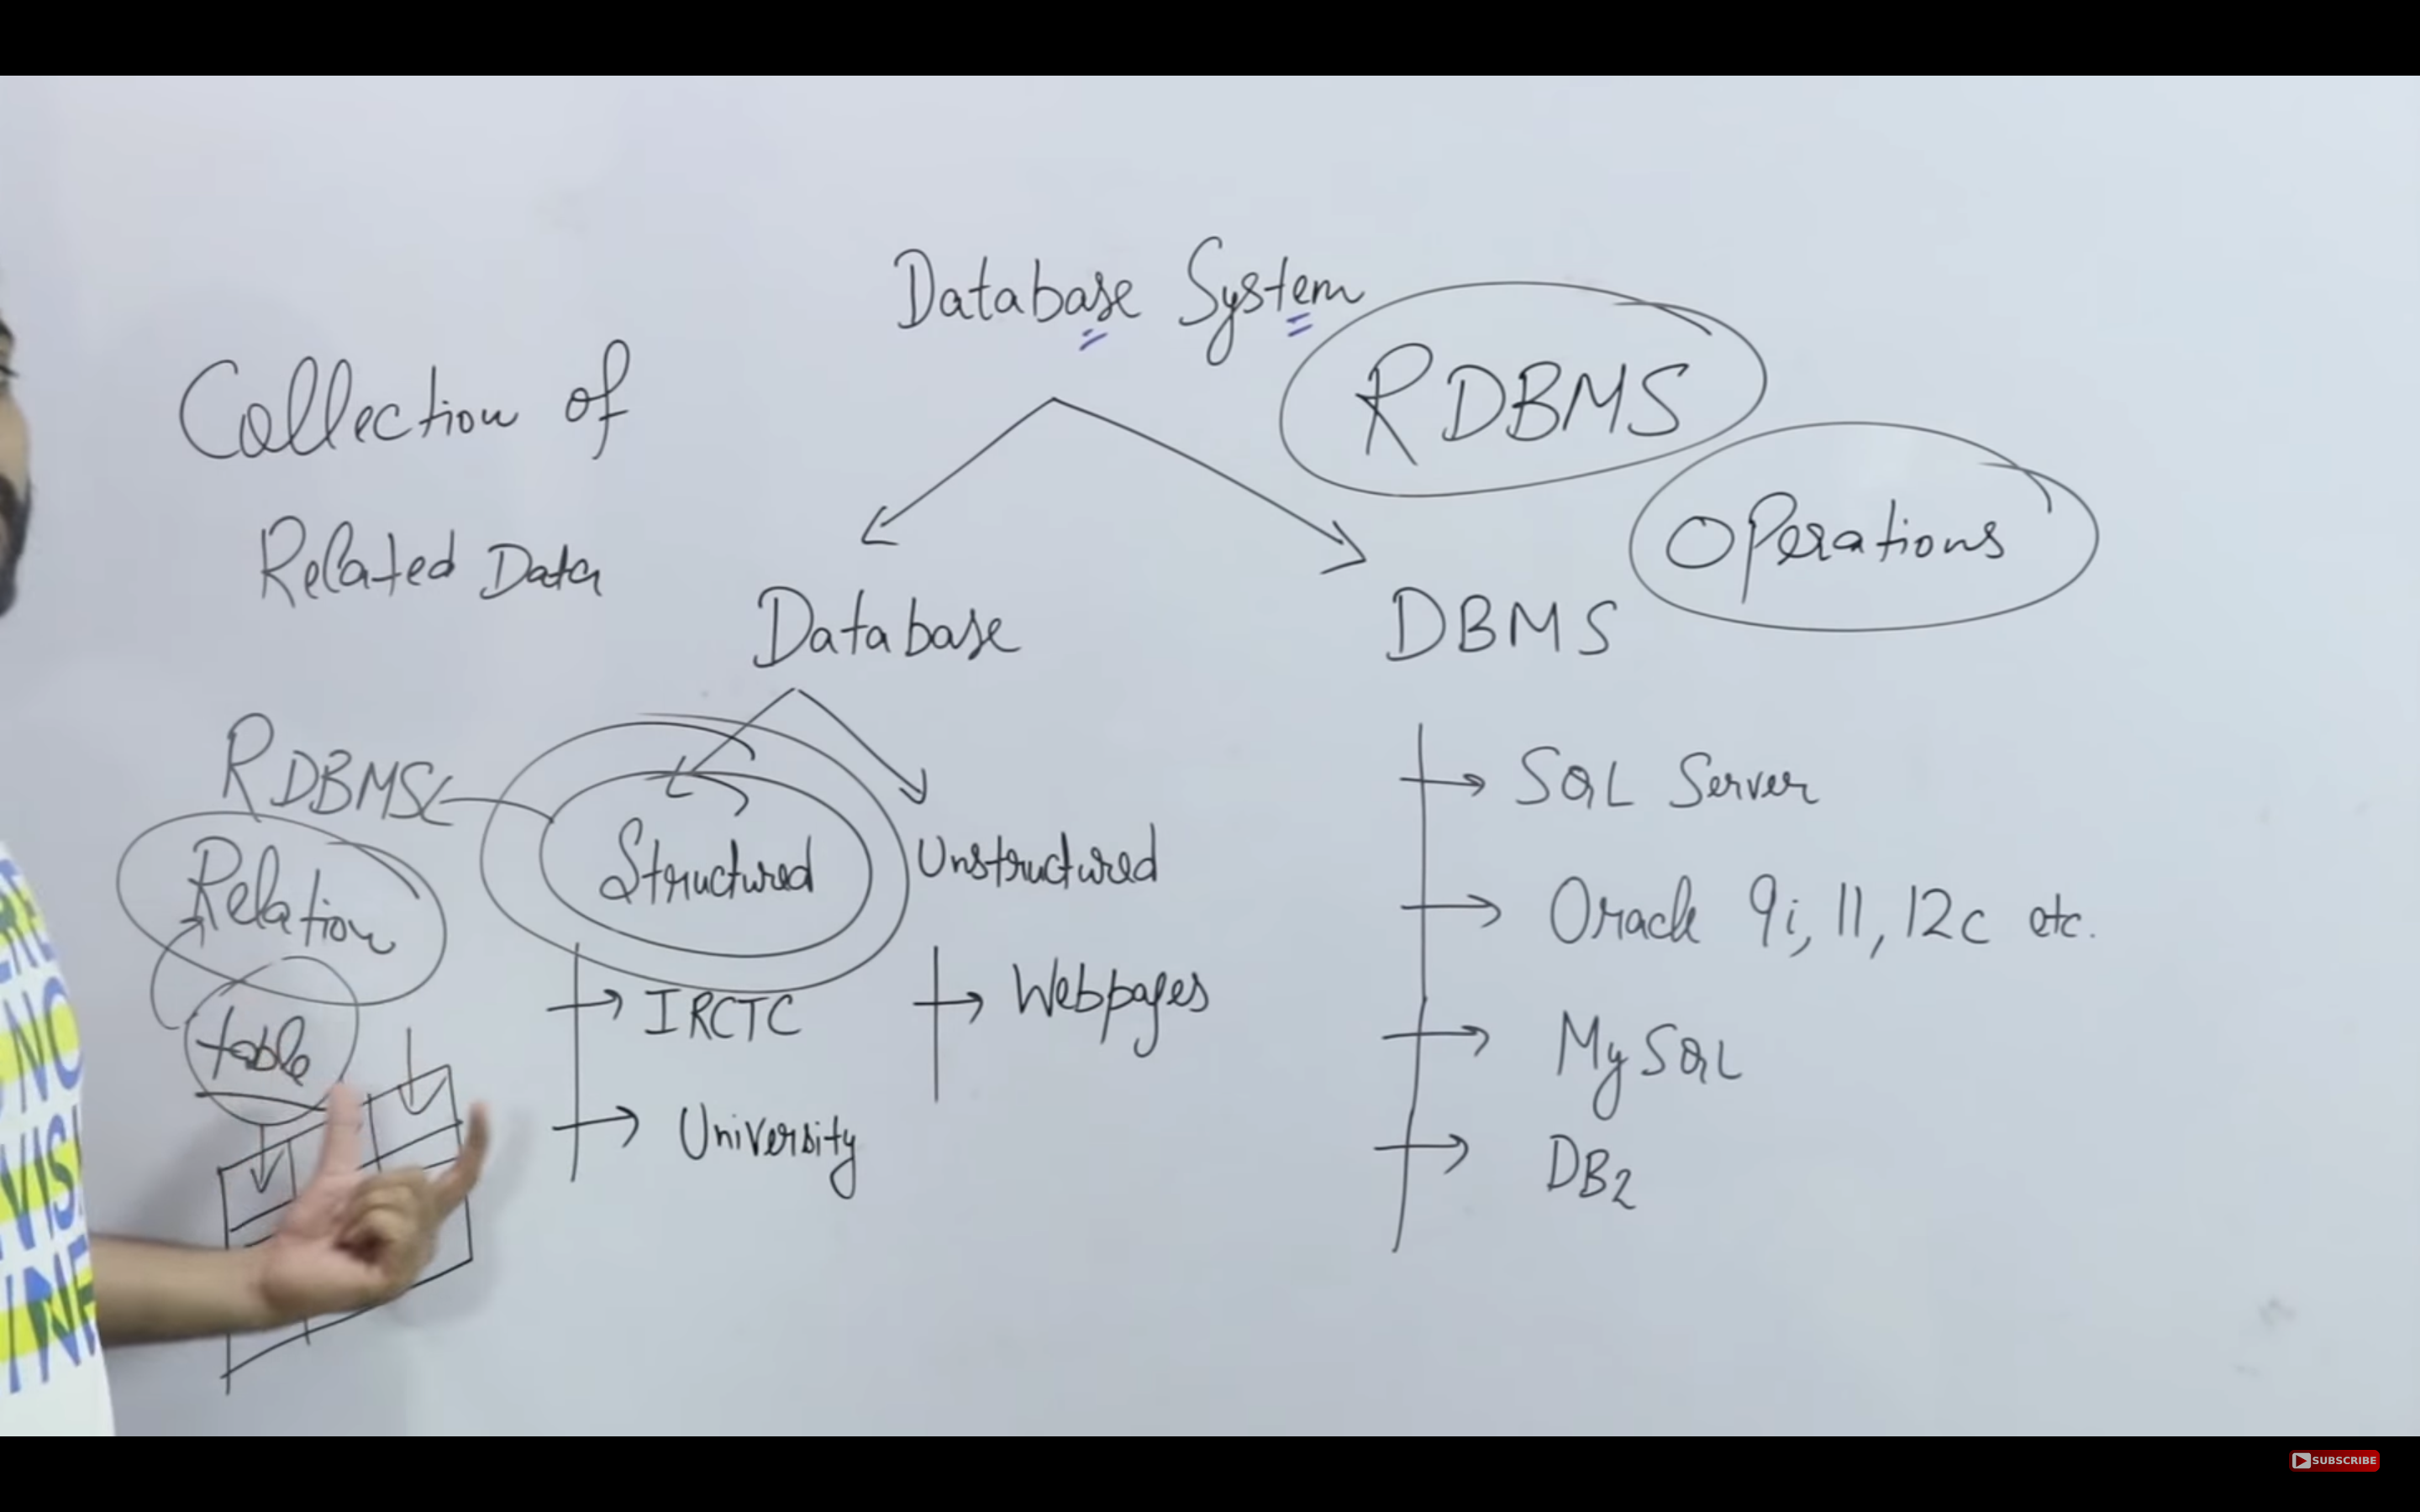 Database System
RDBMS
Collection of
Related Data
Operations
Database
DBMS
RDBMS
Relation
table
Structured
Unstructured
IRCTC
University
Webpages
SQL Server
Oracle 9i, 11, 12c etc.
MySQL
DB2
SUBSCRIBE